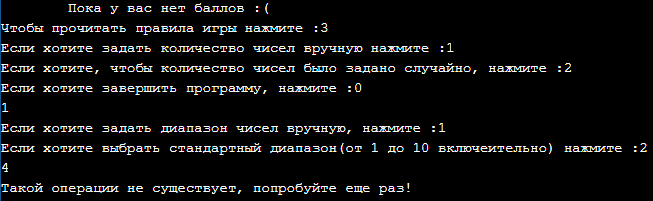 Пока у вас нет баллов :(
Чтобы прочитать правила игры нажмите :3
Если хотите задать количество чисел вручную нажмите :1
Если хотите, чтобы количество чисел было задано случайно, нажмите :2
Если хотите завершить программу, нажмите :0
1
Если хотите задать диапазон чисел вручную, нажмите :1
Если хотите выбрать стандартный диапазон(от 1 до 10 включеительно) нажмите :2
4
Такой операции не существует, попробуйте еще раз!